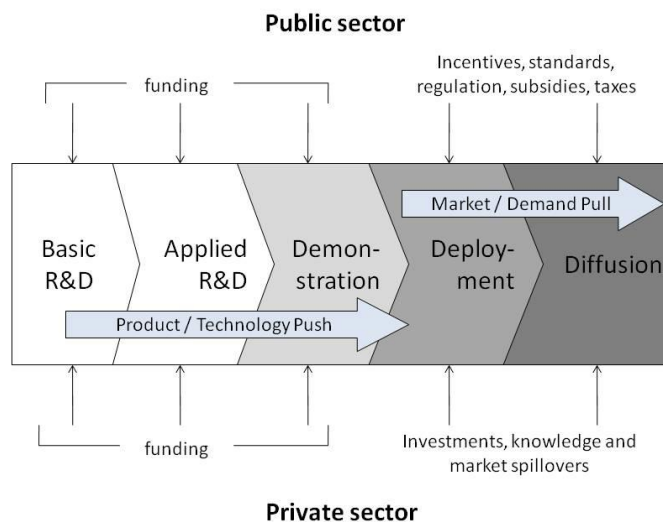 Public sector
funding
Incentives, standards,
regulation, subsidies, taxes
Market / Demand Pull
Basic
R&D
Applied
R&D
Demon-
stration
Deploy-
ment
Diffusion
Product / Technology Push
funding
Investments, knowledge and
market spillovers
Private sector